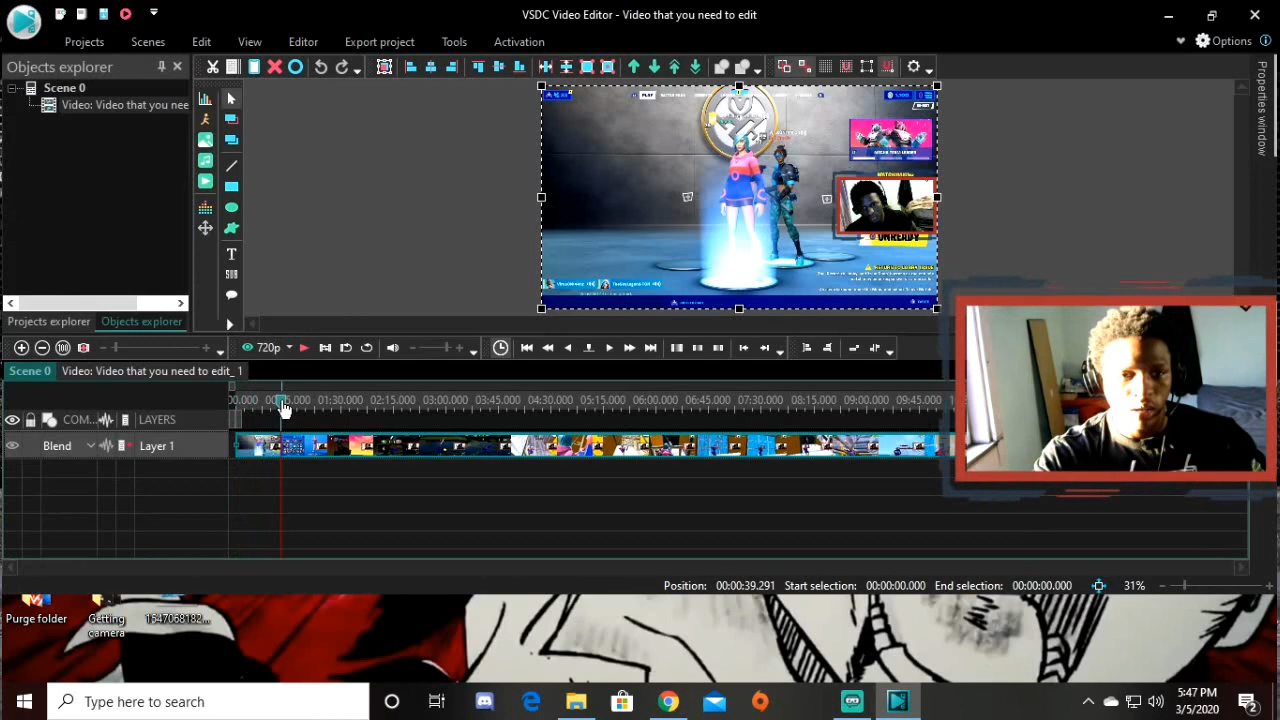 VSDC Video Editor - Video that you need to edit
Projects
Scenes
Edit
View
Editor
Export project
Tools
Activation
Options
Objects explorer
Scene 0
Video: Video that you nee
Properties window
PLAY
UNREADY
Projects explorer
Objects explorer
720p
Scene 0
Video: Video that you need to edit_1
01:30.000
02:15.000
03:00.000
03:45.000
04:30.000
05:15.000
06:00.000
06:45.000
07:30.000
08:15.000
09:00.000
09:45.000
COM...
LAYERS
Blend
Layer 1
Position:
00:00:39.291
Start selection:
00:00:00.000
End selection:
00:00:00.000
31%
Purge folder
Getting camera
1547068182...
Type here to search
5:47 PM
3/5/2020
2